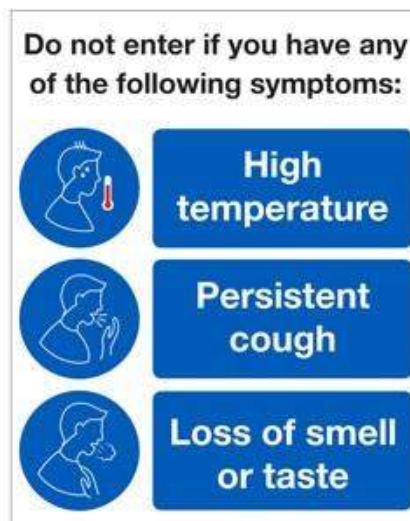 Do not enter if you have any
of the following symptoms:
High
temperature
Persistent
cough
Loss of smell
or taste